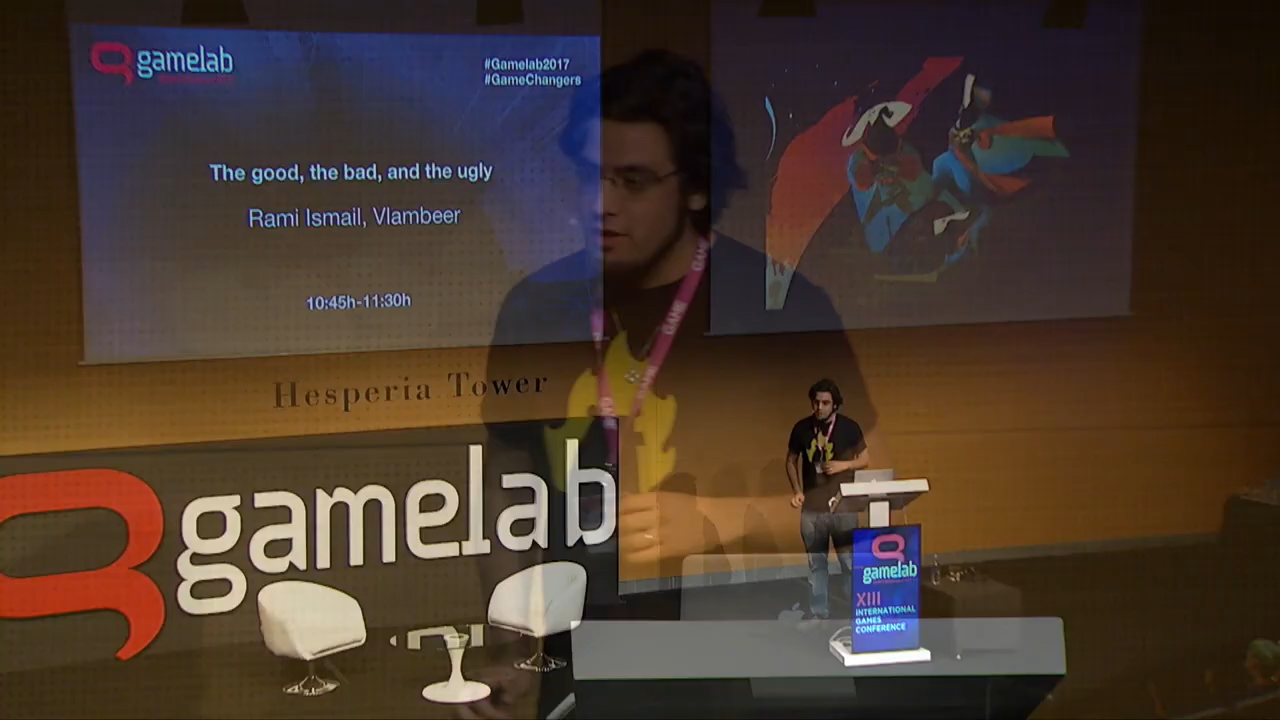 gamelab
#Gamelab2017
#GameChangers
The good, the bad, and the ugly
Rami Ismail, Vlambeer
10:45h-11:30h
Hesperia Tower
gamelab
gamelab
XIII
INTERNATIONAL
GAMES
CONFERENCE